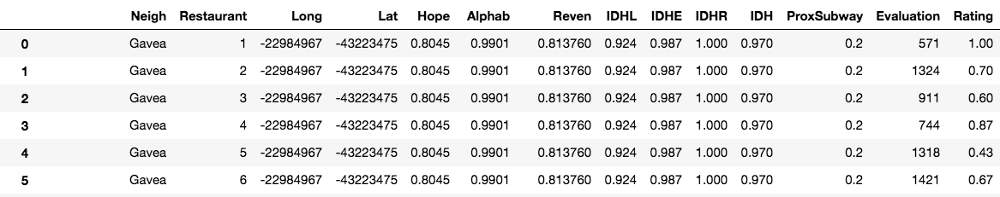 Neigh Restaurant Long Lat Hope Alphab Reven IDHL IDHE IDHR IDH ProxSubway Evaluation Rating
0 Gavea 1 -22984967 -43223475 0.8045 0.9901 0.813760 0.924 0.987 1.000 0.970 0.2 571 1.00
1 Gavea 2 -22984967 -43223475 0.8045 0.9901 0.813760 0.924 0.987 1.000 0.970 0.2 1324 0.70
2 Gavea 3 -22984967 -43223475 0.8045 0.9901 0.813760 0.924 0.987 1.000 0.970 0.2 911 0.60
3 Gavea 4 -22984967 -43223475 0.8045 0.9901 0.813760 0.924 0.987 1.000 0.970 0.2 744 0.87
4 Gavea 5 -22984967 -43223475 0.8045 0.9901 0.813760 0.924 0.987 1.000 0.970 0.2 1318 0.43
5 Gavea 6 -22984967 -43223475 0.8045 0.9901 0.813760 0.924 0.987 1.000 0.970 0.2 1421 0.67